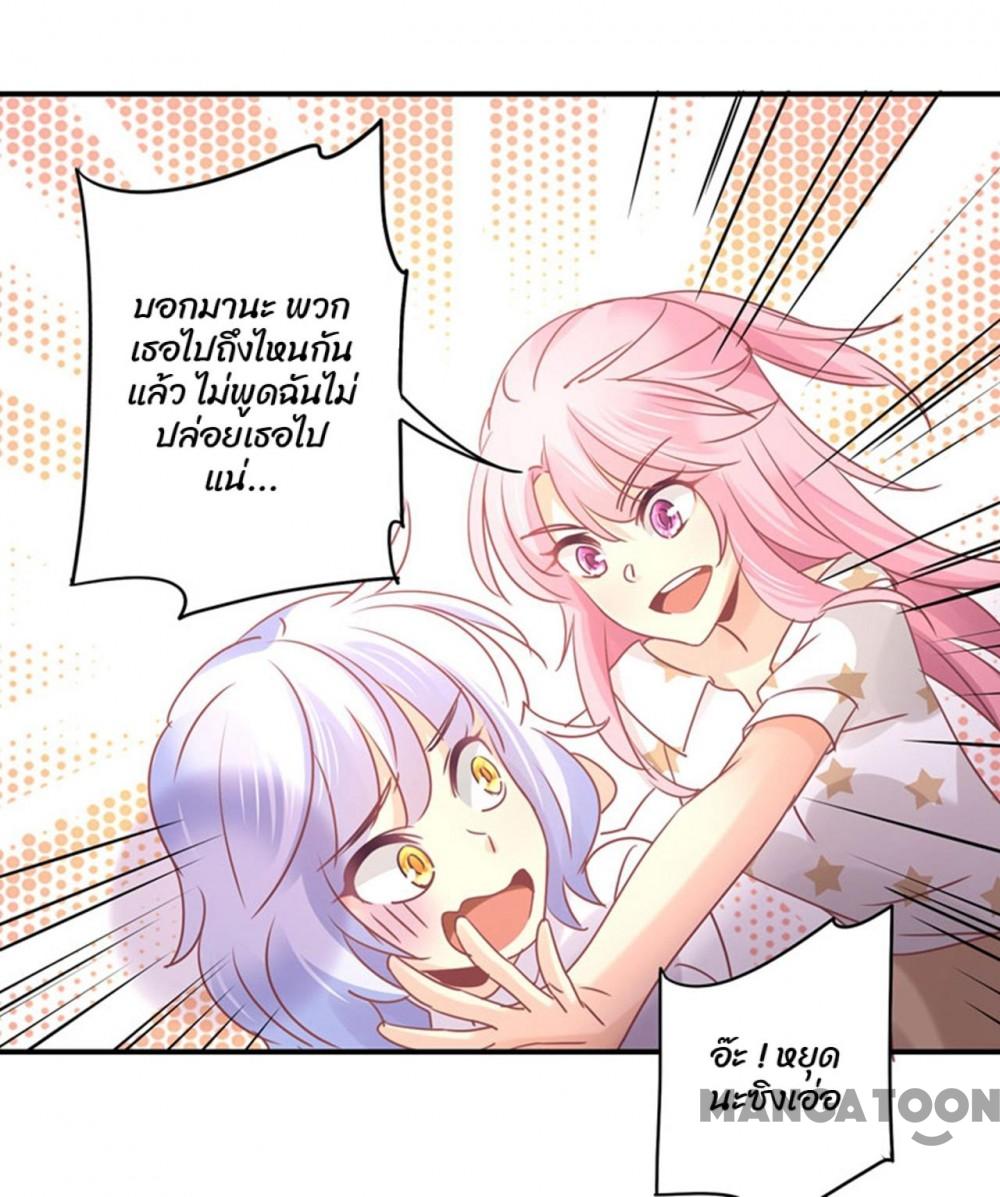 บอกมานะ พวก
เธอไปถึงไหนกัน
แล้ว ไม่พูดฉันไม่
ปล่อยเธอไป
แน่...
อ๊ะ ! หยุด
นะซิงเอ๋อ
MANGATOON